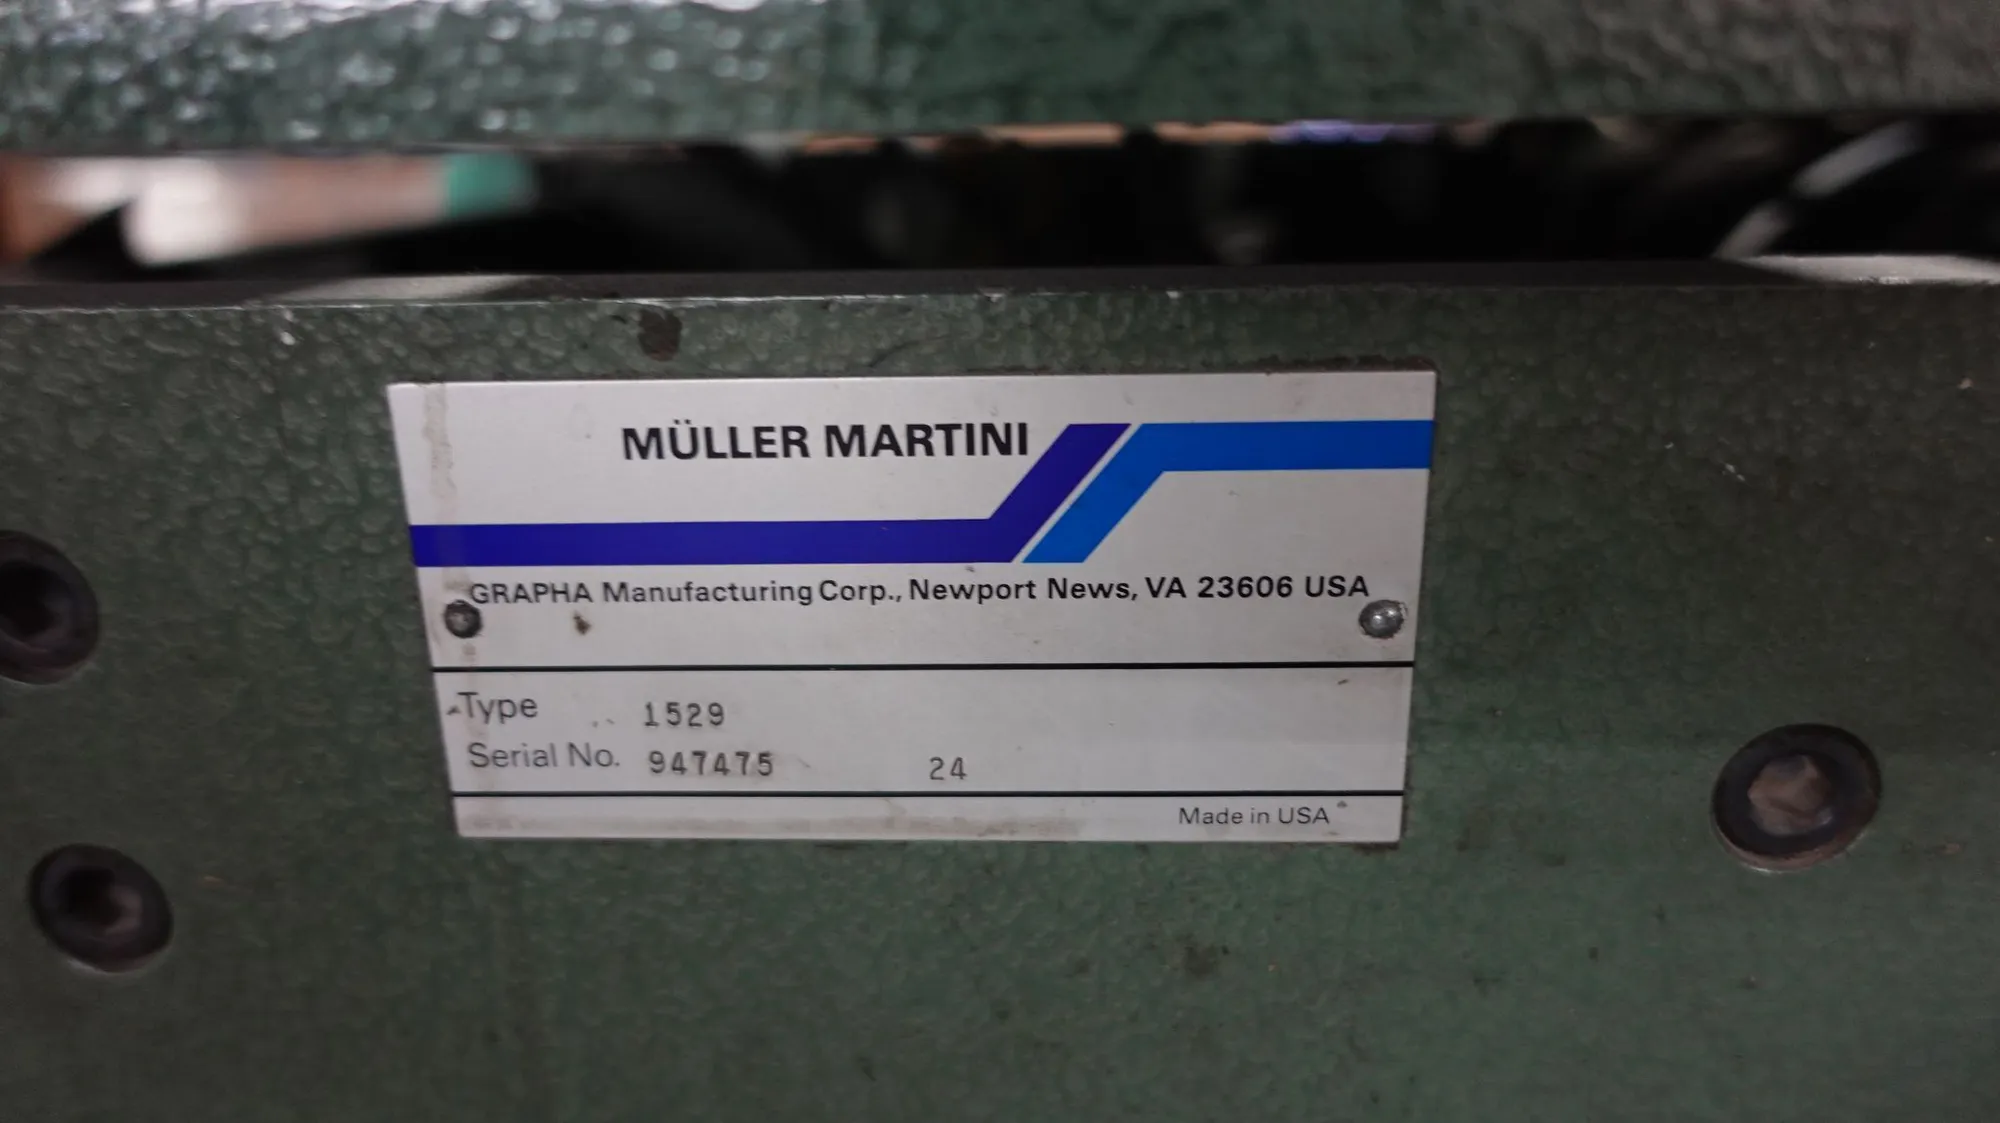 MÜLLER MARTINI
GRAPHA Manufacturing Corp., Newport News, VA 23606 USA
Type 1529
Serial No. 947475 24
Made in USA